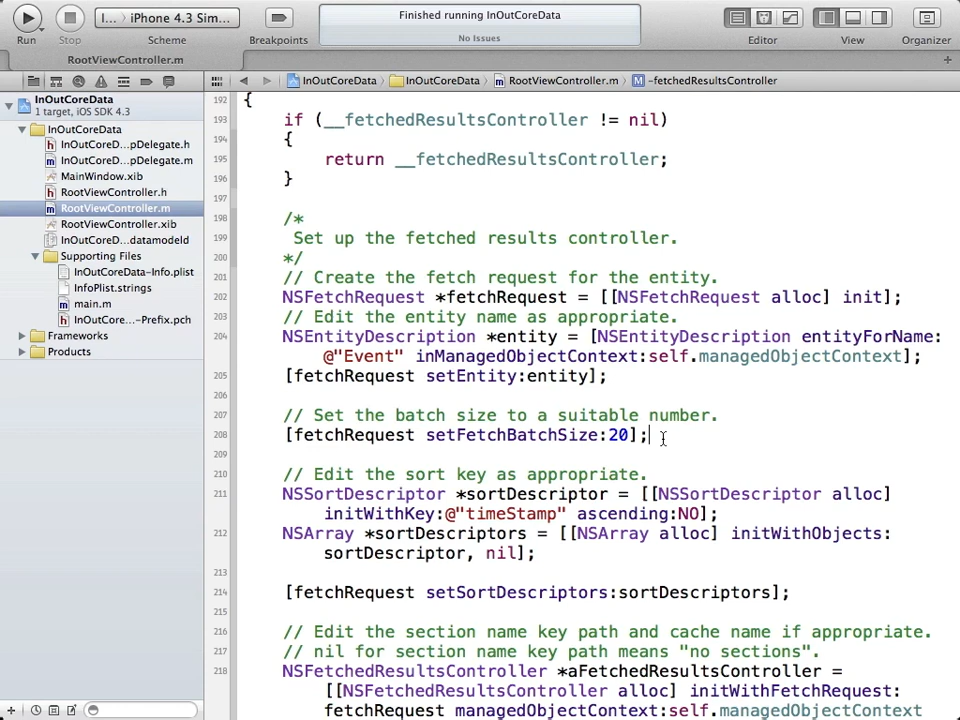 Run
Stop
I... iPhone 4.3 Sim...
Scheme
Breakpoints
Finished running InOutCoreData
No Issues
Editor
View
Organizer
RootViewController.m
InOutCoreData
InOutCoreData
RootViewController.m
M
-fetchedResultsController
InOutCoreData
1 target, iOS SDK 4.3
InOutCoreData
h InOutCoreD...pDelegate.h
m InOutCoreD...pDelegate.m
MainWindow.xib
h RootViewController.h
m RootViewController.m
RootViewController.xib
InOutCoreD...datamodeld
Supporting Files
InOutCoreData-Info.plist
InfoPlist.strings
m main.m
h InOutCore...-Prefix.pch
Frameworks
Products
192 {
193 if (__fetchedResultsController != nil)
194 {
195 return __fetchedResultsController;
196 }
197
198 /*
199 Set up the fetched results controller.
200 */
201 // Create the fetch request for the entity.
202 NSFetchRequest *fetchRequest = [[NSFetchRequest alloc] init];
203 // Edit the entity name as appropriate.
204 NSEntityDescription *entity = [NSEntityDescription entityForName:
@"Event" inManagedObjectContext:self.managedObjectContext];
205 [fetchRequest setEntity:entity];
206
207 // Set the batch size to a suitable number.
208 [fetchRequest setFetchBatchSize:20];
209
210 // Edit the sort key as appropriate.
211 NSSortDescriptor *sortDescriptor = [[NSSortDescriptor alloc]
initWithKey:@"timeStamp" ascending:NO];
212 NSArray *sortDescriptors = [[NSArray alloc] initWithObjects:
sortDescriptor, nil];
213
214 [fetchRequest setSortDescriptors:sortDescriptors];
215
216 // Edit the section name key path and cache name if appropriate.
217 // nil for section name key path means "no sections".
218 NSFetchedResultsController *aFetchedResultsController =
[[NSFetchedResultsController alloc] initWithFetchRequest:
fetchRequest managedObjectContext:self.managedObjectContext